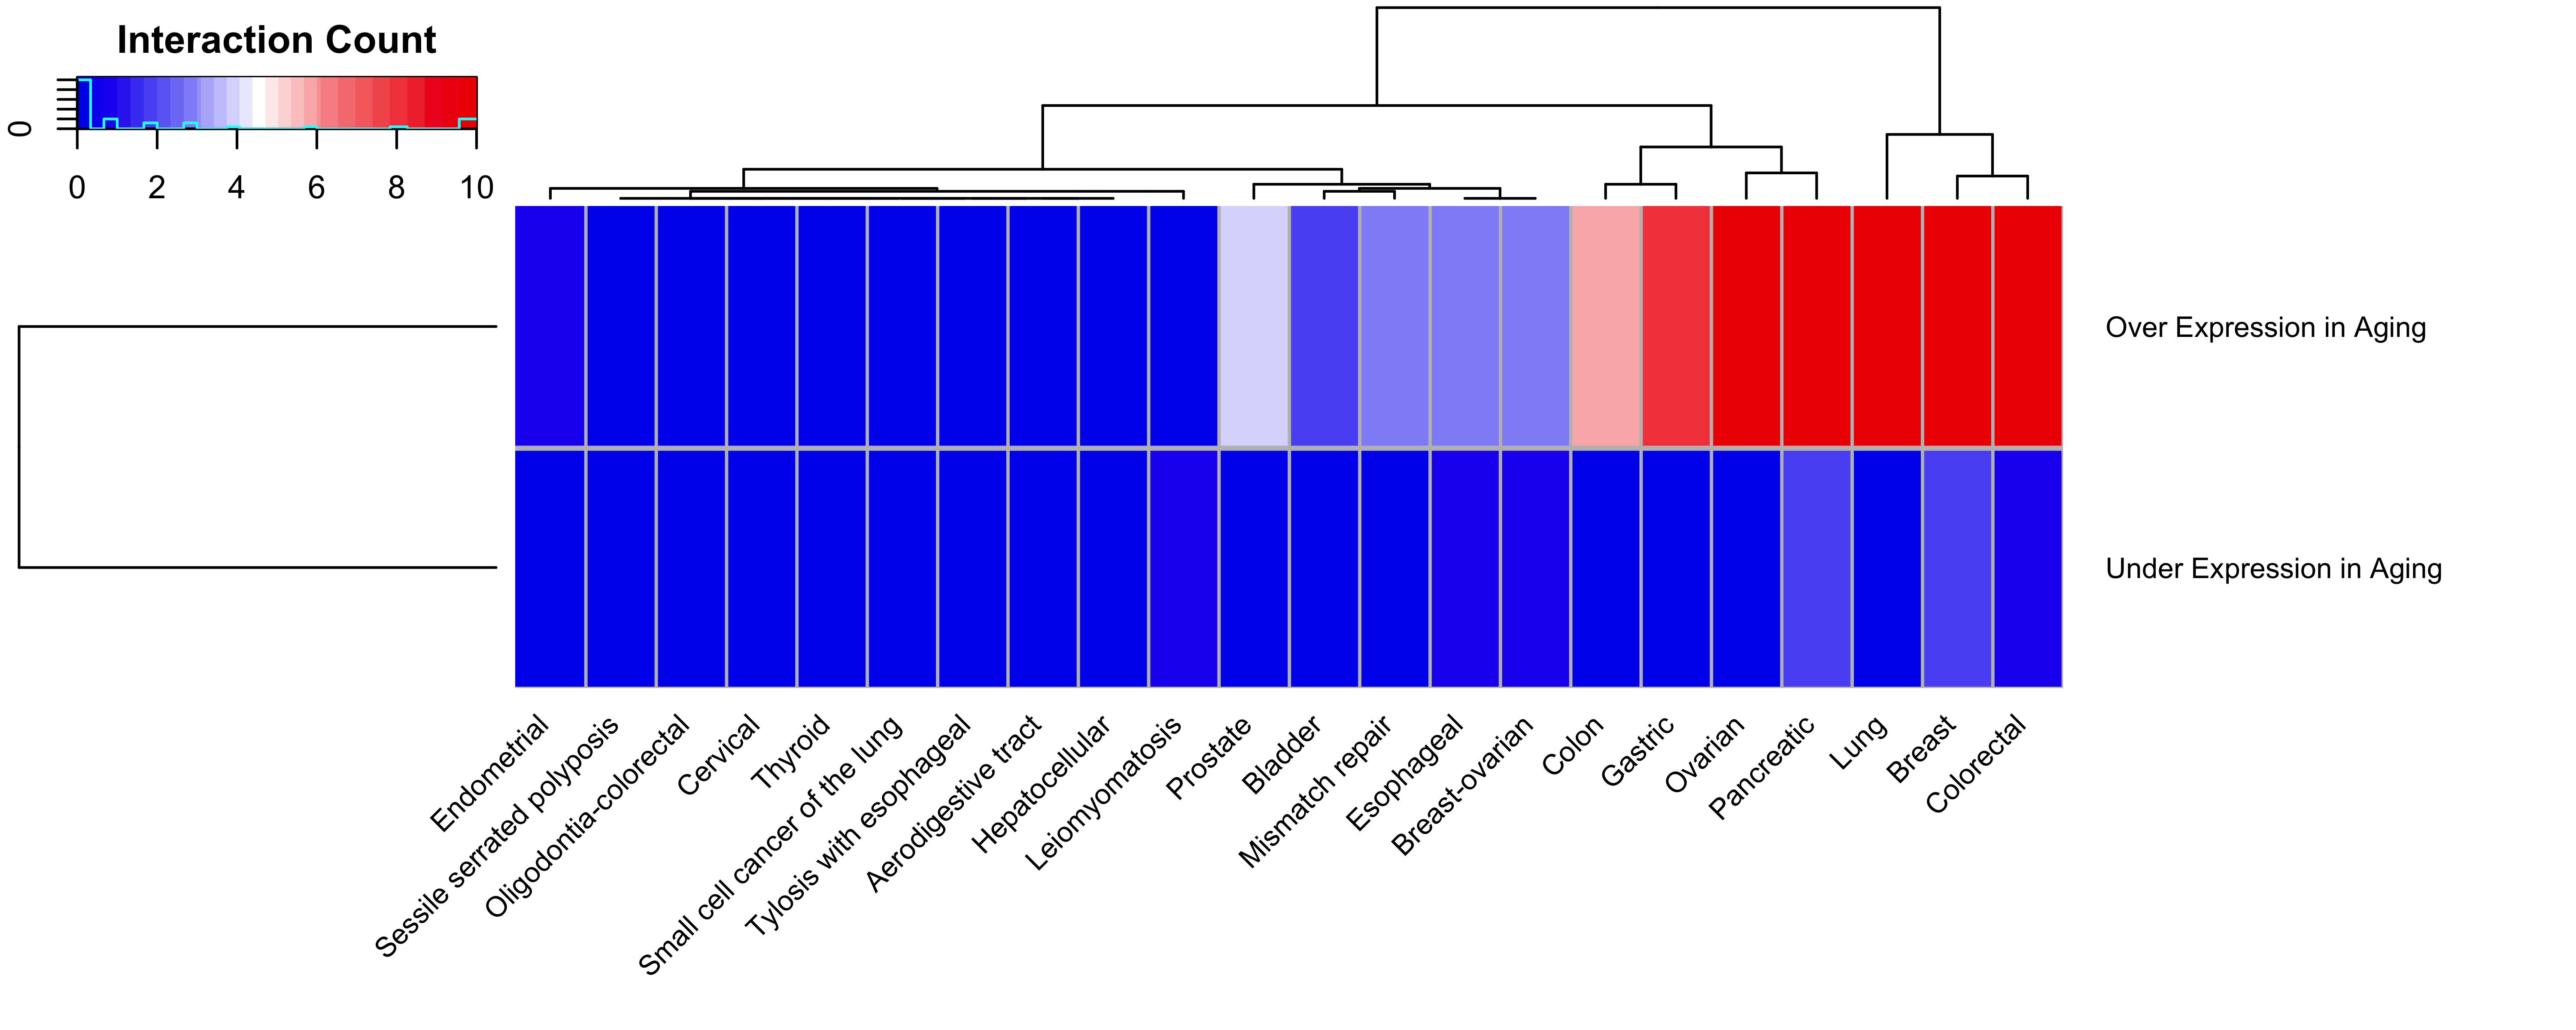 Interaction Count
0
0 2 4 6 8 10
Over Expression in Aging
Under Expression in Aging
Endometrial
Sessile serrated polyposis
Oligodontia-colorectal
Cervical
Thyroid
Small cell cancer of the lung
Tylosis with esophageal
Aerodigestive tract
Hepatocellular
Leiomyomatosis
Prostate
Bladder
Mismatch repair
Esophageal
Breast-ovarian
Colon
Gastric
Ovarian
Pancreatic
Lung
Breast
Colorectal